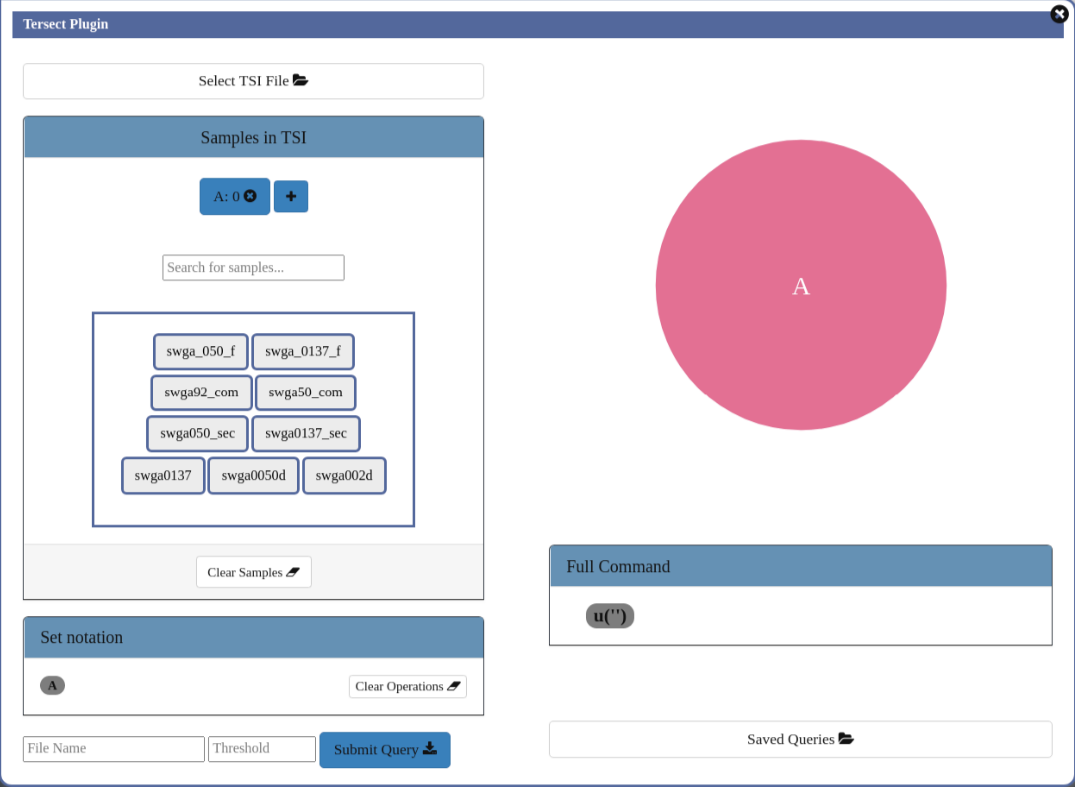 Tersect Plugin
Select TSI File
Samples in TSI
A: 0
Search for samples...
swga_050_f swga_0137_f
swga92_com swga50_com
swga050_sec swga0137_sec
swga0137 swga0050d swga002d
Clear Samples
Set notation
A
Clear Operations
File Name Threshold Submit Query
A
Full Command
u('')
Saved Queries